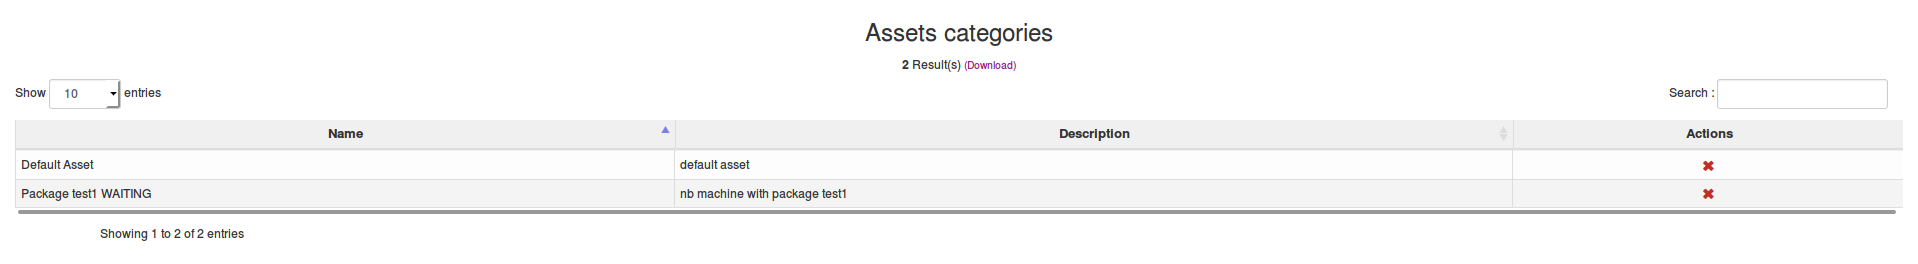 Assets categories
2 Result(s) (Download)
Show 10 entries Search :
Name Description Actions
Default Asset default asset
Package test1 WAITING nb machine with package test1
Showing 1 to 2 of 2 entries